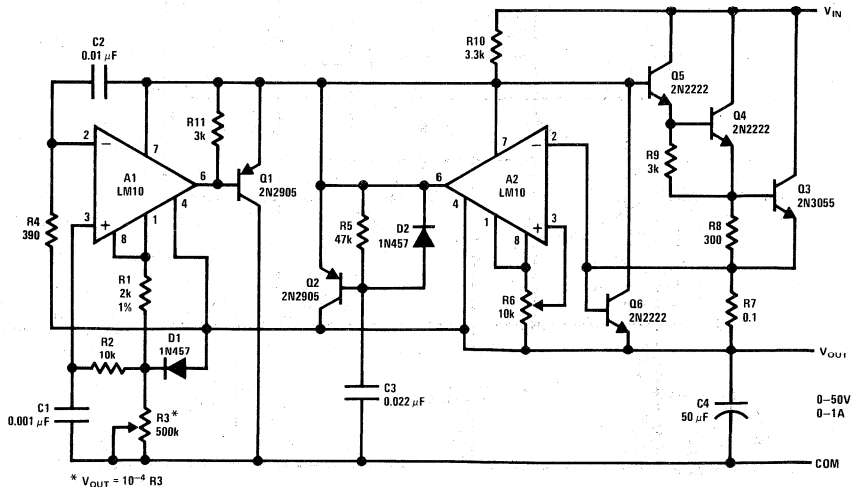 V_IN
R10
3.3k
C2
0.01 μF
Q5
2N2222
Q4
2N2222
R11
3k
2
−
7
A1
LM10
6
3
+
8
1
4
Q1
2N2905
R4
390
R5
47k
D2
1N457
6
7
2
−
A2
LM10
4
1
8
+
3
R9
3k
Q3
2N3055
R8
300
R1
2k
1%
Q2
2N2905
R6
10k
Q6
2N2222
R7
0.1
R2
10k
D1
1N457
V_OUT
C1
0.001 μF
R3*
500k
C3
0.022 μF
C4
50 μF
0–50V
0–1A
COM
* V_OUT = 10⁻⁴ R3